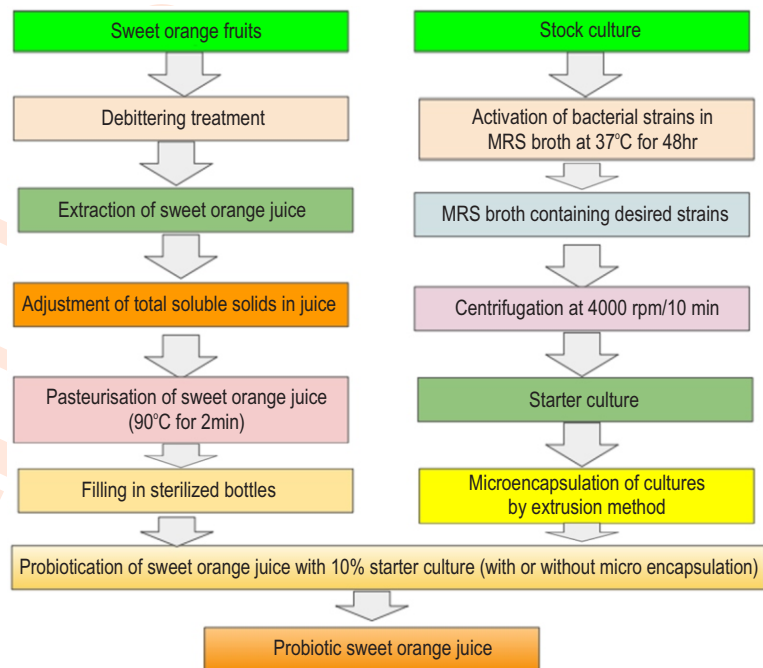 Sweet orange fruits
Debittering treatment
Extraction of sweet orange juice
Adjustment of total soluble solids in juice
Pasteurisation of sweet orange juice
(90°C for 2min)
Filling in sterilized bottles
Stock culture
Activation of bacterial strains in
MRS broth at 37°C for 48hr
MRS broth containing desired strains
Centrifugation at 4000 rpm/10 min
Starter culture
Microencapsulation of cultures
by extrusion method
Probiotication of sweet orange juice with 10% starter culture (with or without micro encapsulation)
Probiotic sweet orange juice